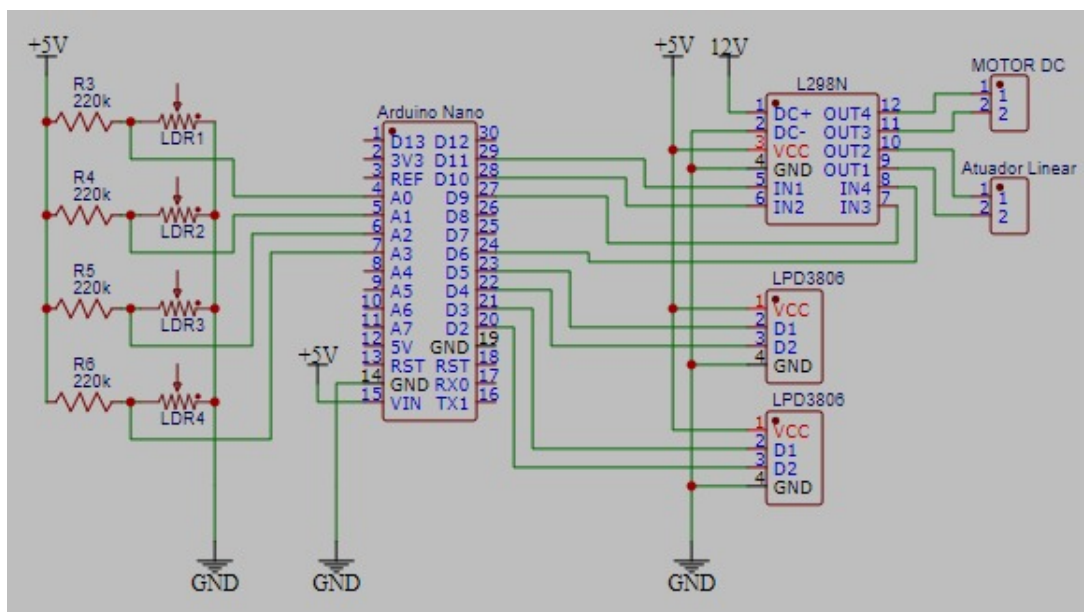 +5V
R3
220k
LDR1
R4
220k
LDR2
R5
220k
LDR3
R6
220k
LDR4
GND
Arduino Nano
1 D13 D12 30
2 3V3 D11 29
3 REF D10 28
4 A0 D9 27
5 A1 D8 26
6 A2 D7 25
7 A3 D6 24
8 A4 D5 23
9 A5 D4 22
10 A6 D3 21
11 A7 D2 20
12 5V GND 19
13 RST RST 18
14 GND RX0 17
15 VIN TX1 16
+5V
GND
+5V 12V
L298N
1 DC+ OUT4 12
2 DC- OUT3 11
3 VCC OUT2 10
4 GND OUT1 9
5 IN1 IN4 8
6 IN2 IN3 7
MOTOR DC
1 1
2 2
Atuador Linear
1 1
2 2
LPD3806
1 VCC
2 D1
3 D2
4 GND
LPD3806
1 VCC
2 D1
3 D2
4 GND
GND